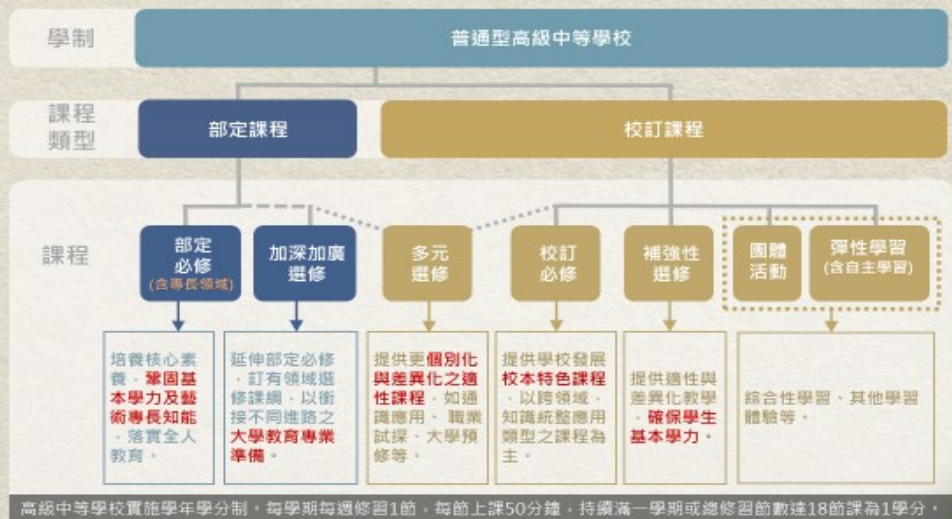 學制
普通型高級中等學校
課程
類型
部定課程
校訂課程
課程
部定
必修
(含專長領域)
加深加廣
選修
多元
選修
校訂
必修
補強性
選修
團體
活動
彈性學習
(含自主學習)
培養核心素
養，鞏固基
本學力及藝
術專長知能
，落實全人
教育。
延伸部定必修
，訂有領域選
修課綱，以銜
接不同進路之
大學教育專業
準備。
提供更個別化
與差異化之適
性課程，如通
識應用、職業
試探、大學預
修等。
提供學校發展
校本特色課程
，以跨領域、
知識統整應用
類型之課程為
主。
提供適性與
差異化教學，
確保學生
基本學力。
綜合性學習、其他學習
體驗等。
高級中等學校實施學年學分制，每學期每週修習1節，每節上課50分鐘，持續滿一學期或總修習節數達18節課為1學分。